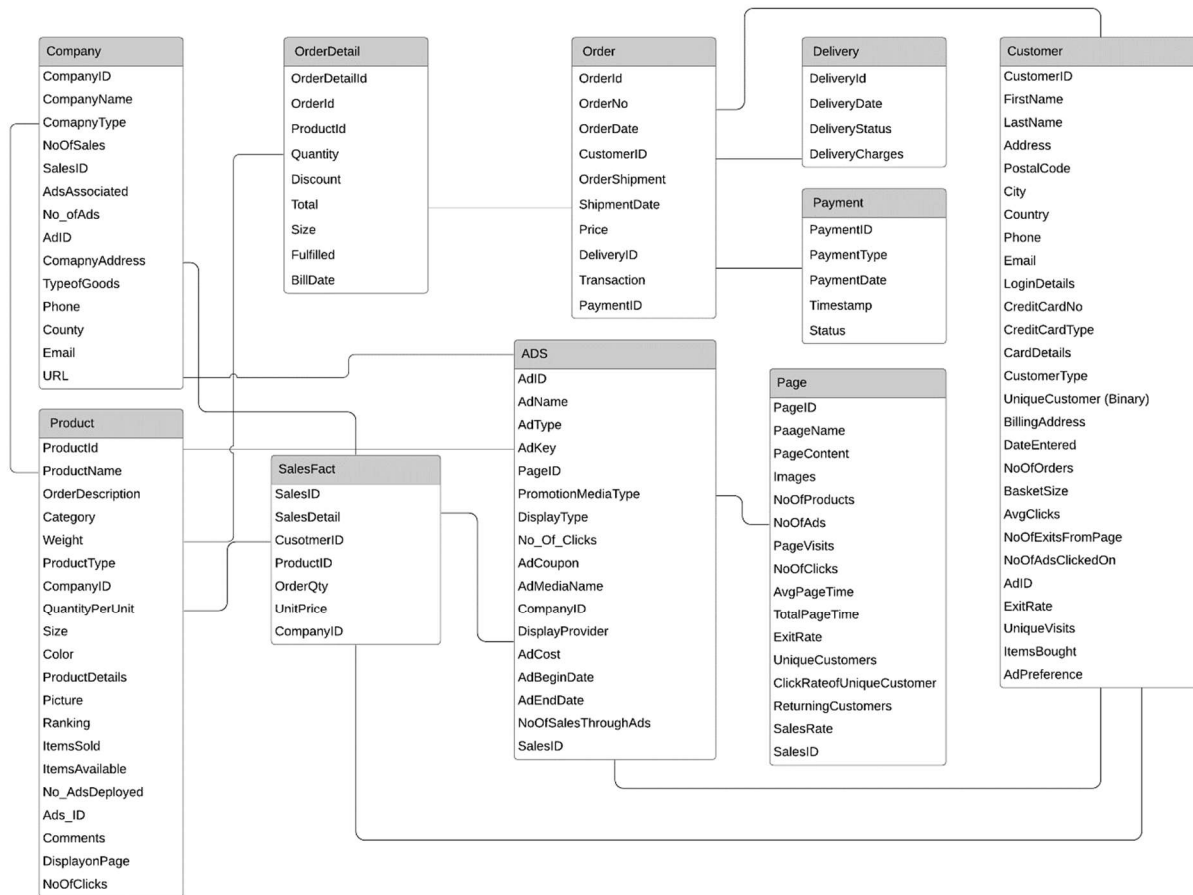 Company
CompanyID
CompanyName
ComapnyType
NoOfSales
SalesID
AdsAssociated
No_ofAds
AdID
ComapnyAddress
TypeofGoods
Phone
County
Email
URL
OrderDetail
OrderDetailId
OrderId
ProductId
Quantity
Discount
Total
Size
Fulfilled
BillDate
Order
OrderId
OrderNo
OrderDate
CustomerID
OrderShipment
ShipmentDate
Price
DeliveryID
Transaction
PaymentID
Delivery
DeliveryId
DeliveryDate
DeliveryStatus
DeliveryCharges
Payment
PaymentID
PaymentType
PaymentDate
Timestamp
Status
Customer
CustomerID
FirstName
LastName
Address
PostalCode
City
Country
Phone
Email
LoginDetails
CreditCardNo
CreditCardType
CardDetails
CustomerType
UniqueCustomer (Binary)
BillingAddress
DateEntered
NoOfOrders
BasketSize
AvgClicks
NoOfExitsFromPage
NoOfAdsClickedOn
AdID
ExitRate
UniqueVisits
ItemsBought
AdPreference
Product
ProductId
ProductName
OrderDescription
Category
Weight
ProductType
CompanyID
QuantityPerUnit
Size
Color
ProductDetails
Picture
Ranking
ItemsSold
ItemsAvailable
No_AdsDeployed
Ads_ID
Comments
DisplayonPage
NoOfClicks
SalesFact
SalesID
SalesDetail
CusotmerID
ProductID
OrderQty
UnitPrice
CompanyID
ADS
AdID
AdName
AdType
AdKey
PageID
PromotionMediaType
DisplayType
No_Of_Clicks
AdCoupon
AdMediaName
CompanyID
DisplayProvider
AdCost
AdBeginDate
AdEndDate
NoOfSalesThroughAds
SalesID
Page
PageID
PaageName
PageContent
Images
NoOfProducts
NoOfAds
PageVisits
NoOfClicks
AvgPageTime
TotalPageTime
ExitRate
UniqueCustomers
ClickRateofUniqueCustomer
ReturningCustomers
SalesRate
SalesID